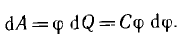 dA = φ dQ = Cφ dφ.